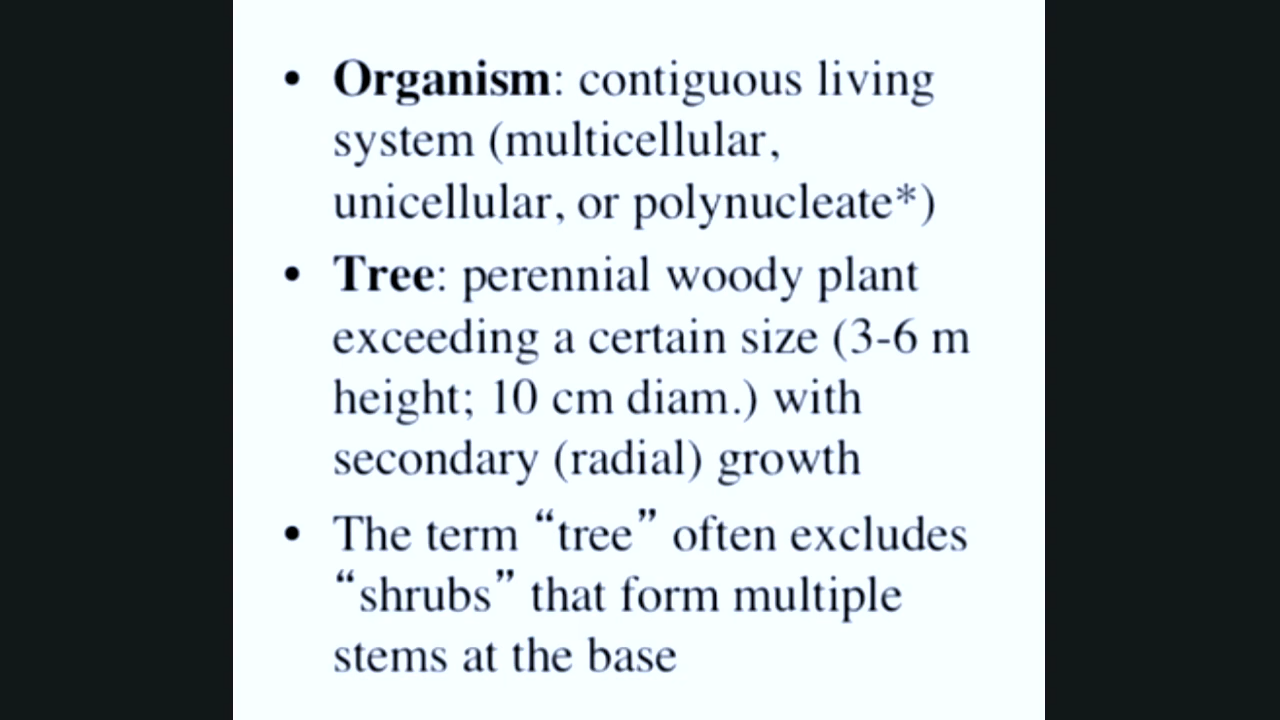 • Organism: contiguous living
system (multicellular,
unicellular, or polynucleate*)
• Tree: perennial woody plant
exceeding a certain size (3-6 m
height; 10 cm diam.) with
secondary (radial) growth
• The term “tree” often excludes
“shrubs” that form multiple
stems at the base